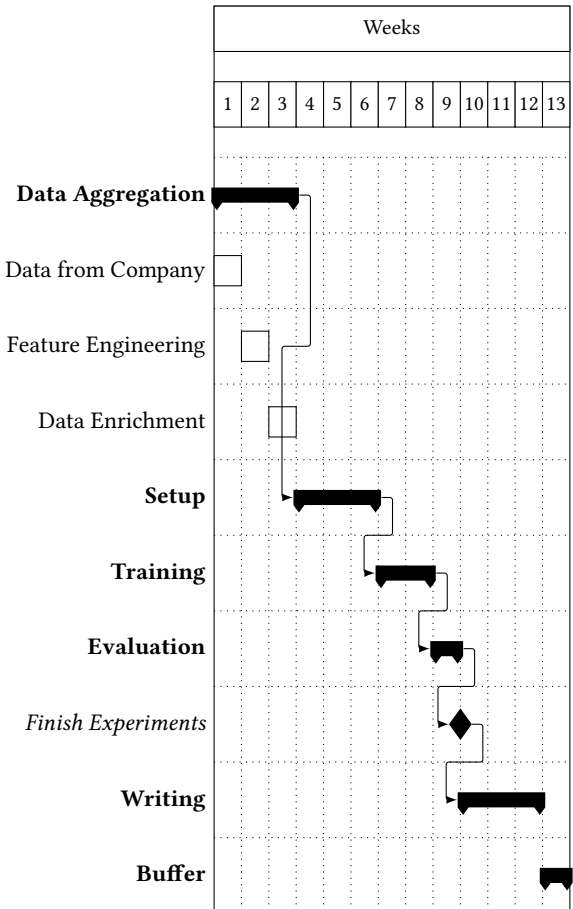 Weeks
1 2 3 4 5 6 7 8 9 10 11 12 13
Data Aggregation
Data from Company
Feature Engineering
Data Enrichment
Setup
Training
Evaluation
Finish Experiments
Writing
Buffer